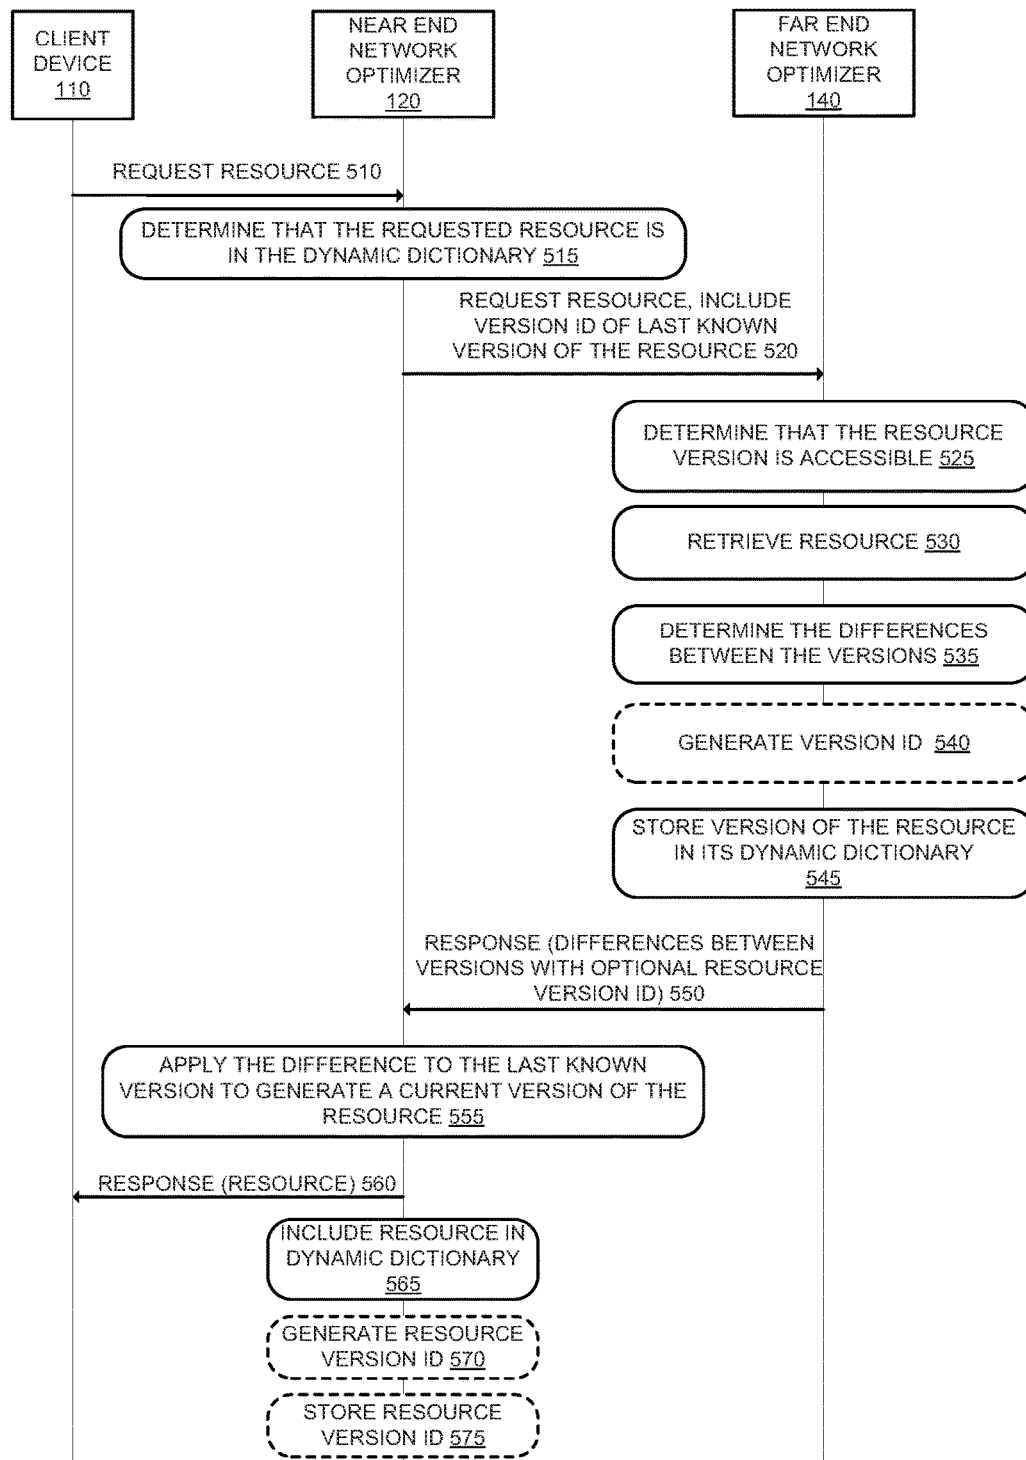 CLIENT
DEVICE
110
NEAR END
NETWORK
OPTIMIZER
120
FAR END
NETWORK
OPTIMIZER
140
REQUEST RESOURCE 510
DETERMINE THAT THE REQUESTED RESOURCE IS
IN THE DYNAMIC DICTIONARY 515
REQUEST RESOURCE, INCLUDE
VERSION ID OF LAST KNOWN
VERSION OF THE RESOURCE 520
DETERMINE THAT THE RESOURCE
VERSION IS ACCESSIBLE 525
RETRIEVE RESOURCE 530
DETERMINE THE DIFFERENCES
BETWEEN THE VERSIONS 535
GENERATE VERSION ID 540
STORE VERSION OF THE RESOURCE
IN ITS DYNAMIC DICTIONARY
545
RESPONSE (DIFFERENCES BETWEEN
VERSIONS WITH OPTIONAL RESOURCE
VERSION ID) 550
APPLY THE DIFFERENCE TO THE LAST KNOWN
VERSION TO GENERATE A CURRENT VERSION OF THE
RESOURCE 555
RESPONSE (RESOURCE) 560
INCLUDE RESOURCE IN
DYNAMIC DICTIONARY
565
GENERATE RESOURCE
VERSION ID 570
STORE RESOURCE
VERSION ID 575